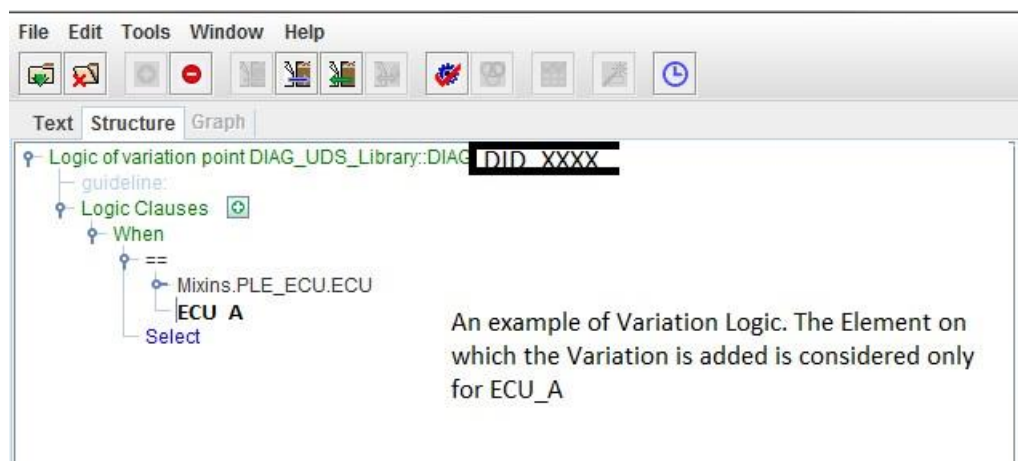 File Edit Tools Window Help
Text Structure Graph
Logic of variation point DIAG_UDS_Library::DIAG DID_XXXX
guideline:
Logic Clauses
When
==
Mixins.PLE_ECU.ECU
ECU_A
Select
An example of Variation Logic. The Element on
which the Variation is added is considered only
for ECU_A